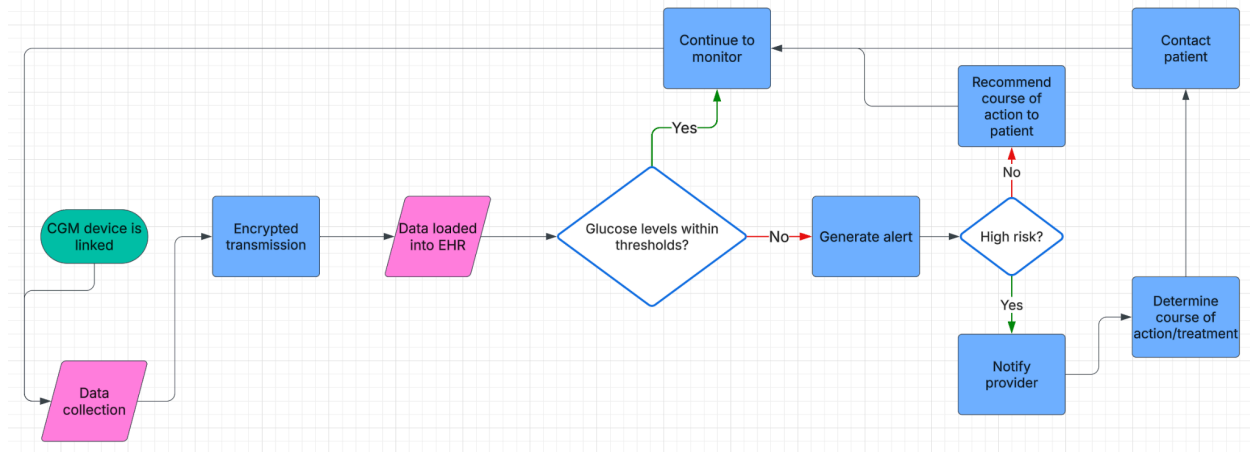 CGM device is
linked
Data
collection
Encrypted
transmission
Data loaded
into EHR
Glucose levels within
thresholds?
Yes
Continue to
monitor
No
Generate alert
High risk?
No
Recommend
course of
action to
patient
Yes
Notify
provider
Determine
course of
action/treatment
Contact
patient